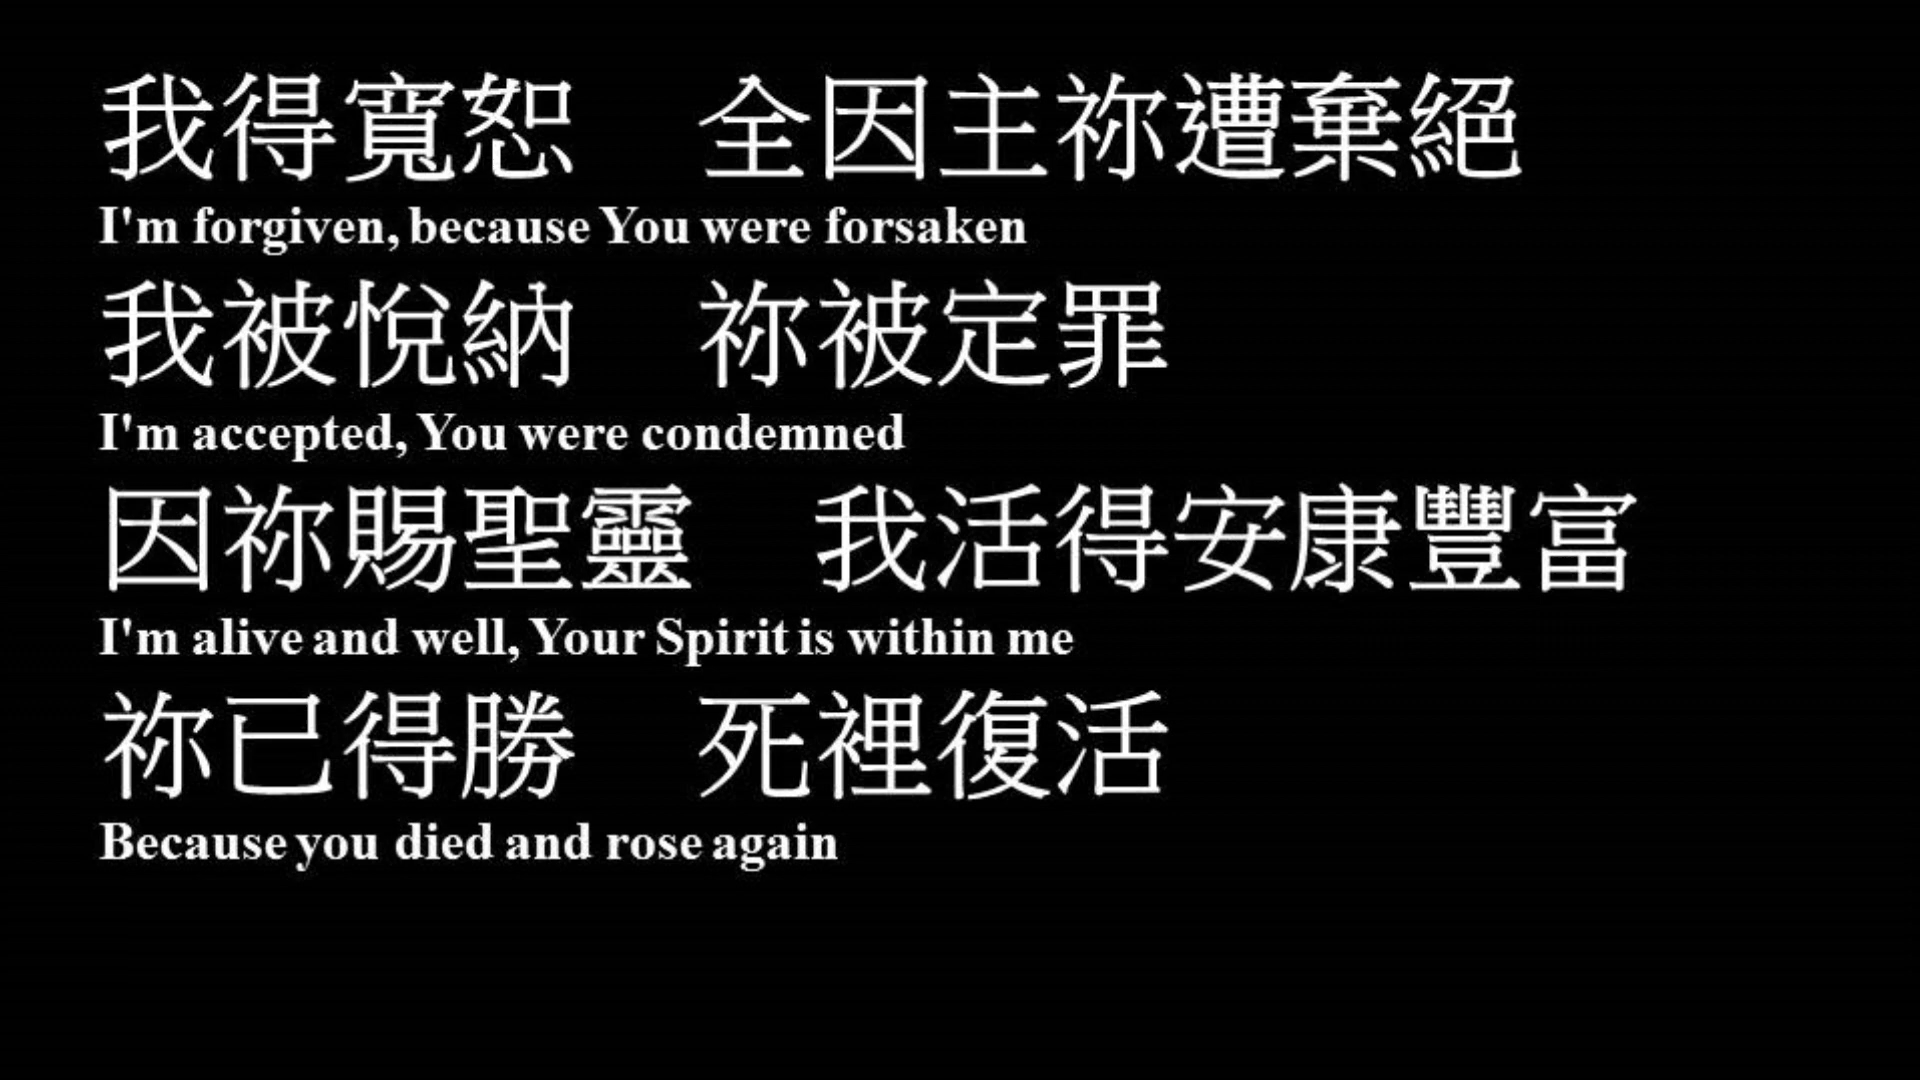 我得寬恕　全因主祢遭棄絕
I'm forgiven, because You were forsaken
我被悅納　祢被定罪
I'm accepted, You were condemned
因祢賜聖靈　我活得安康豐富
I'm alive and well, Your Spirit is within me
祢已得勝　死裡復活
Because you died and rose again